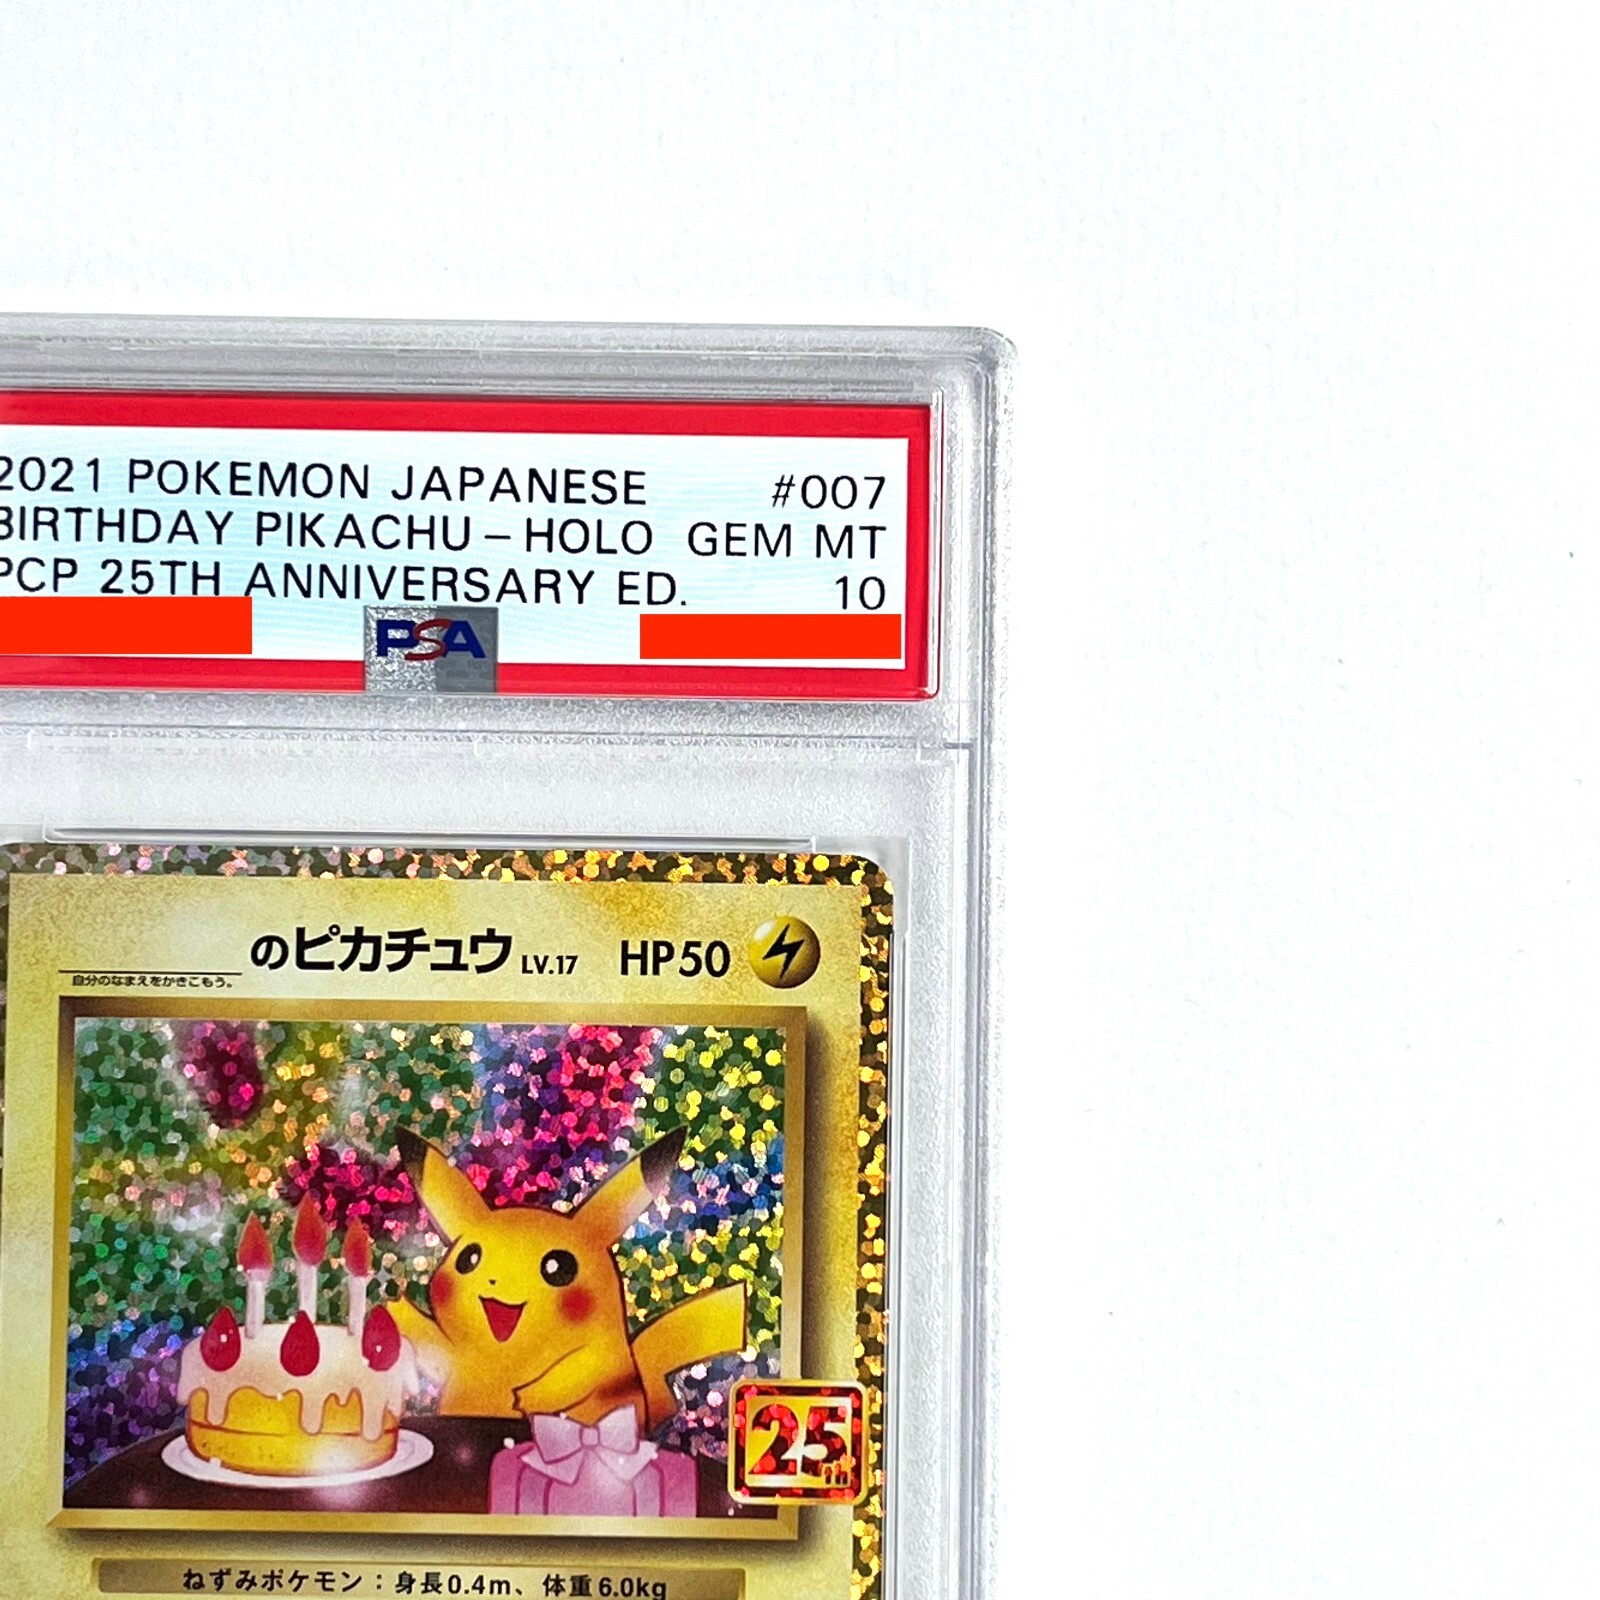 2021 POKEMON JAPANESE #007
BIRTHDAY PIKACHU-HOLO GEM MT
PCP 25TH ANNIVERSARY ED. 10
PSA
のピカチュウ LV.17 HP50
自分のなまえをかきこもう。
25th
ねずみポケモン：身長0.4m、体重6.0kg